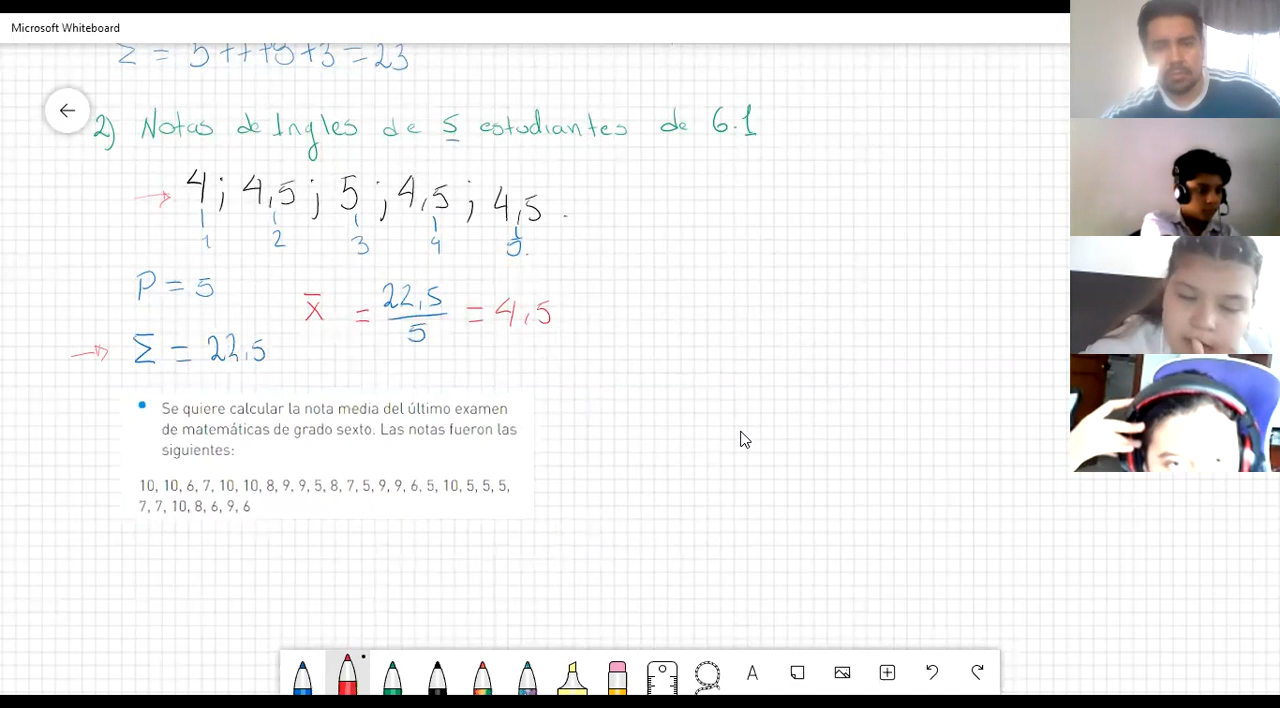 Microsoft Whiteboard
Σ = 5+7+9+3=23
2) Notas de Ingles de 5 estudiantes de 6.1
→ 4; 4,5; 5; 4,5; 4,5.
1 2 3 4 5.
P = 5
x̄ = 22,5/5 = 4,5
→ Σ = 22,5
• Se quiere calcular la nota media del último examen
de matemáticas de grado sexto. Las notas fueron las
siguientes:
10, 10, 6, 7, 10, 10, 8, 9, 9, 5, 8, 7, 5, 9, 9, 6, 5, 10, 5, 5, 5,
7, 7, 10, 8, 6, 9, 6
A